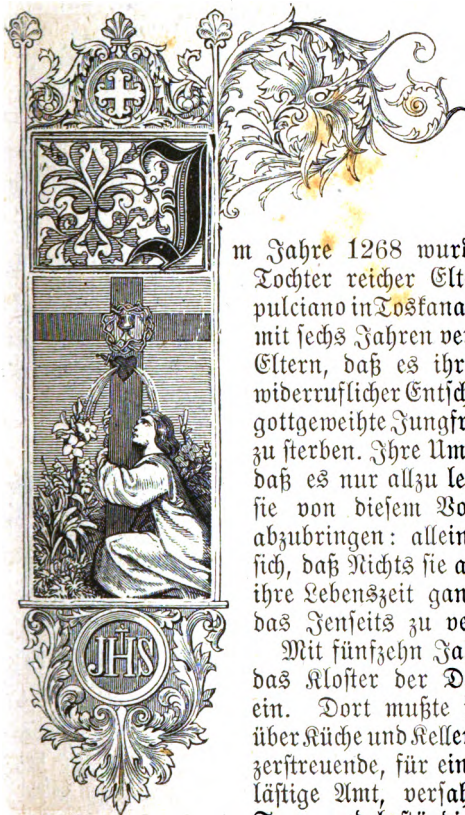 J
m Jahre 1268 wur
Tochter reicher Elt
pulciano in Toskana
mit sechs Jahren ve
Eltern, daß es ihr
widerruflicher Entsch
gottgeweihte Jungfr
zu sterben. Ihre Um
daß es nur allzu le
sie von diesem Vo
abzubringen: allein
sich, daß Nichts sie a
ihre Lebenszeit gan
das Jenseits zu ve
Mit fünfzehn Ja
das Kloster der D
ein. Dort mußte
über Küche und Keller
zerstreuende, für ein
lästige Amt, versah
JHS